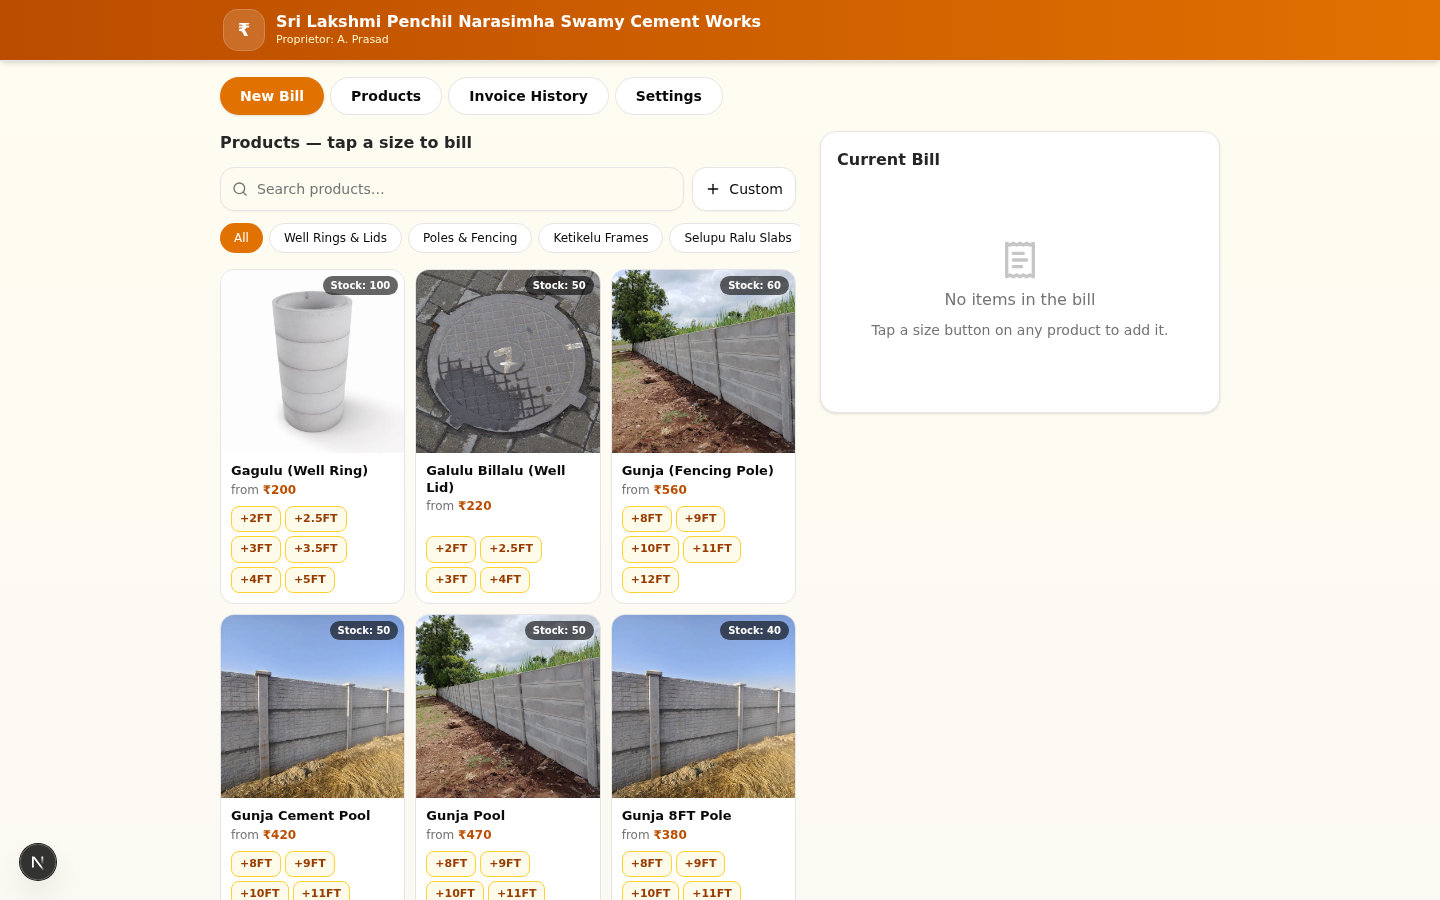 ₹
Sri Lakshmi Penchil Narasimha Swamy Cement Works
Proprietor: A. Prasad
New Bill
Products
Invoice History
Settings
Products — tap a size to bill
Search products...
Custom
All
Well Rings & Lids
Poles & Fencing
Ketikelu Frames
Selupu Ralu Slabs
Current Bill
No items in the bill
Tap a size button on any product to add it.
Stock: 100
Gagulu (Well Ring)
from ₹200
+2FT +2.5FT
+3FT +3.5FT
+4FT +5FT
Stock: 50
Galulu Billalu (Well
Lid)
from ₹220
+2FT +2.5FT
+3FT +4FT
Stock: 60
Gunja (Fencing Pole)
from ₹560
+8FT +9FT
+10FT +11FT
+12FT
Stock: 50
Gunja Cement Pool
from ₹420
+8FT +9FT
+10FT +11FT
Stock: 50
Gunja Pool
from ₹470
+8FT +9FT
+10FT +11FT
Stock: 40
Gunja 8FT Pole
from ₹380
+8FT +9FT
+10FT +11FT
N